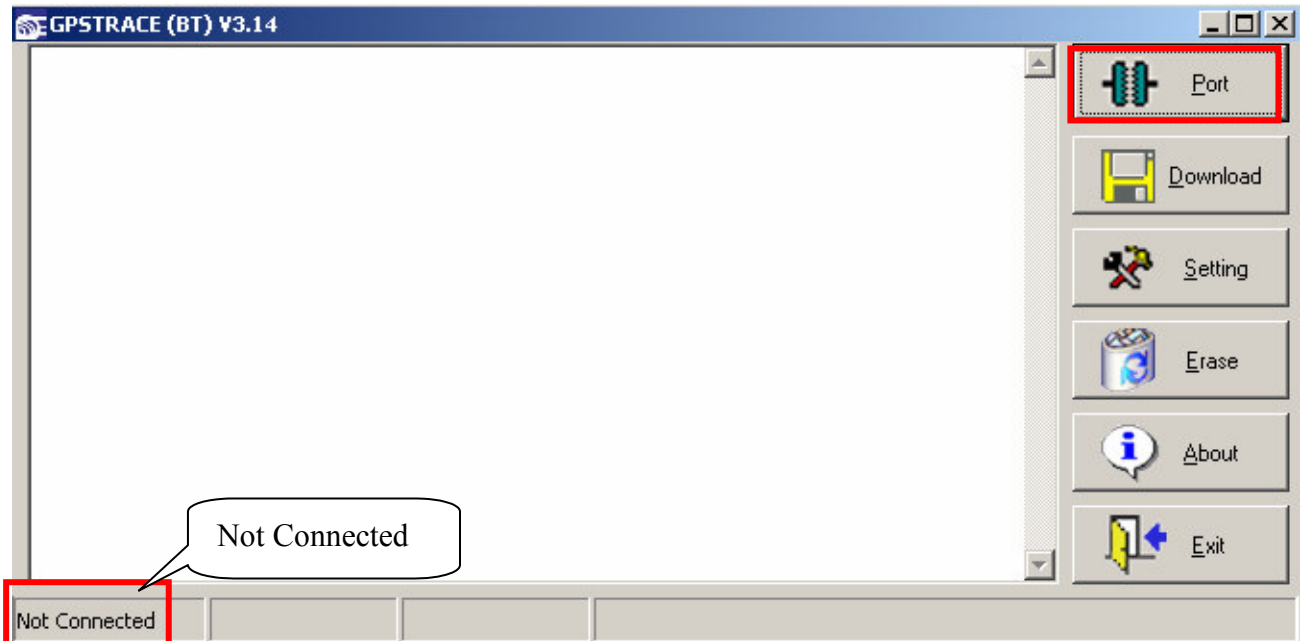 GPSTRACE (BT) V3.14
Port
Download
Setting
Erase
About
Exit
Not Connected
Not Connected